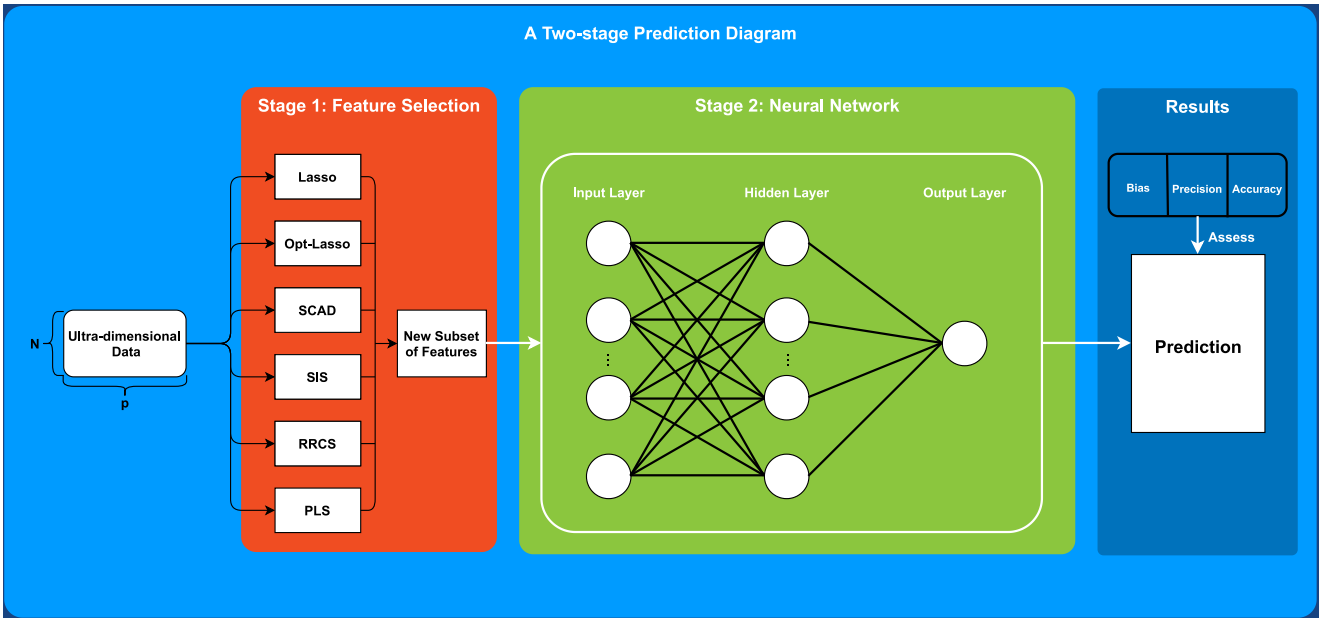 A Two-stage Prediction Diagram
Stage 1: Feature Selection
Stage 2: Neural Network
Results
N
Ultra-dimensional
Data
p
Lasso
Opt-Lasso
SCAD
SIS
RRCS
PLS
New Subset
of Features
Input Layer
Hidden Layer
Output Layer
Bias
Precision
Accuracy
Assess
Prediction